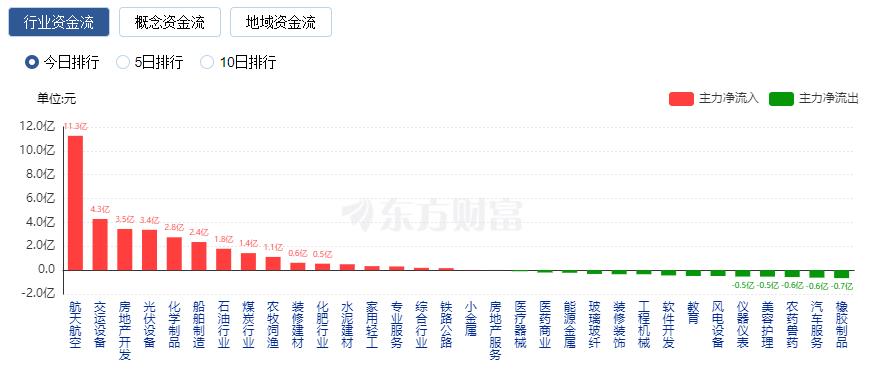 行业资金流 概念资金流 地域资金流
今日排行 5日排行 10日排行
单位:元 主力净流入 主力净流出
12.0亿
10.0亿
8.0亿
6.0亿
4.0亿
2.0亿
0.0
-2.0亿
11.3亿
4.3亿
3.5亿
3.4亿
2.8亿
2.4亿
1.8亿
1.4亿
1.1亿
0.6亿
0.5亿
-0.5亿
-0.5亿
-0.6亿
-0.6亿
-0.7亿
东方财富
航天航空
交运设备
房地产开发
光伏设备
化学制品
船舶制造
石油行业
煤炭行业
农牧饲渔
装修建材
化肥行业
水泥建材
家用轻工
专业服务
综合行业
铁路公路
小金属
房地产服务
医疗器械
医药商业
能源金属
玻璃玻纤
装修装饰
工程机械
软件开发
教育
风电设备
仪器仪表
美容护理
农药兽药
汽车服务
橡胶制品